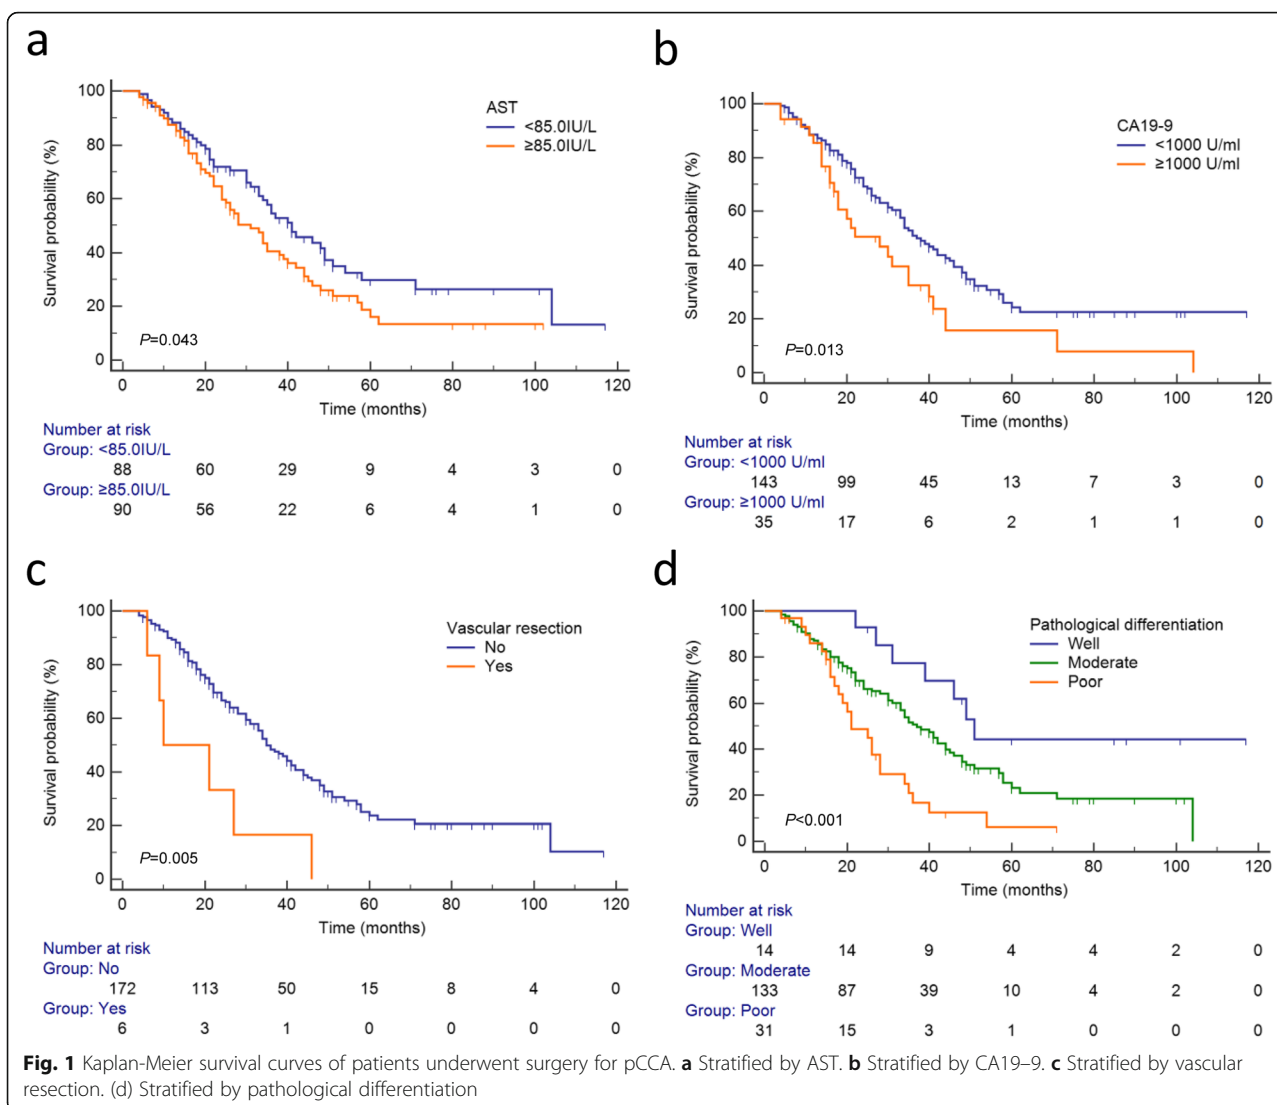 a
100
80
60
40
20
0
Survival probability (%)
AST
<85.0IU/L
≥85.0IU/L
P=0.043
0 20 40 60 80 100 120
Time (months)
Number at risk
Group: <85.0IU/L
88 60 29 9 4 3 0
Group: ≥85.0IU/L
90 56 22 6 4 1 0
b
100
80
60
40
20
0
Survival probability (%)
CA19-9
<1000 U/ml
≥1000 U/ml
P=0.013
0 20 40 60 80 100 120
Time (months)
Number at risk
Group: <1000 U/ml
143 99 45 13 7 3 0
Group: ≥1000 U/ml
35 17 6 2 1 1 0
c
100
80
60
40
20
0
Survival probability (%)
Vascular resection
No
Yes
P=0.005
0 20 40 60 80 100 120
Time (months)
Number at risk
Group: No
172 113 50 15 8 4 0
Group: Yes
6 3 1 0 0 0 0
d
100
80
60
40
20
0
Survival probability (%)
Pathological differentiation
Well
Moderate
Poor
P<0.001
0 20 40 60 80 100 120
Time (months)
Number at risk
Group: Well
14 14 9 4 4 2 0
Group: Moderate
133 87 39 10 4 2 0
Group: Poor
31 15 3 1 0 0 0
Fig. 1 Kaplan-Meier survival curves of patients underwent surgery for pCCA. a Stratified by AST. b Stratified by CA19–9. c Stratified by vascular
resection. (d) Stratified by pathological differentiation